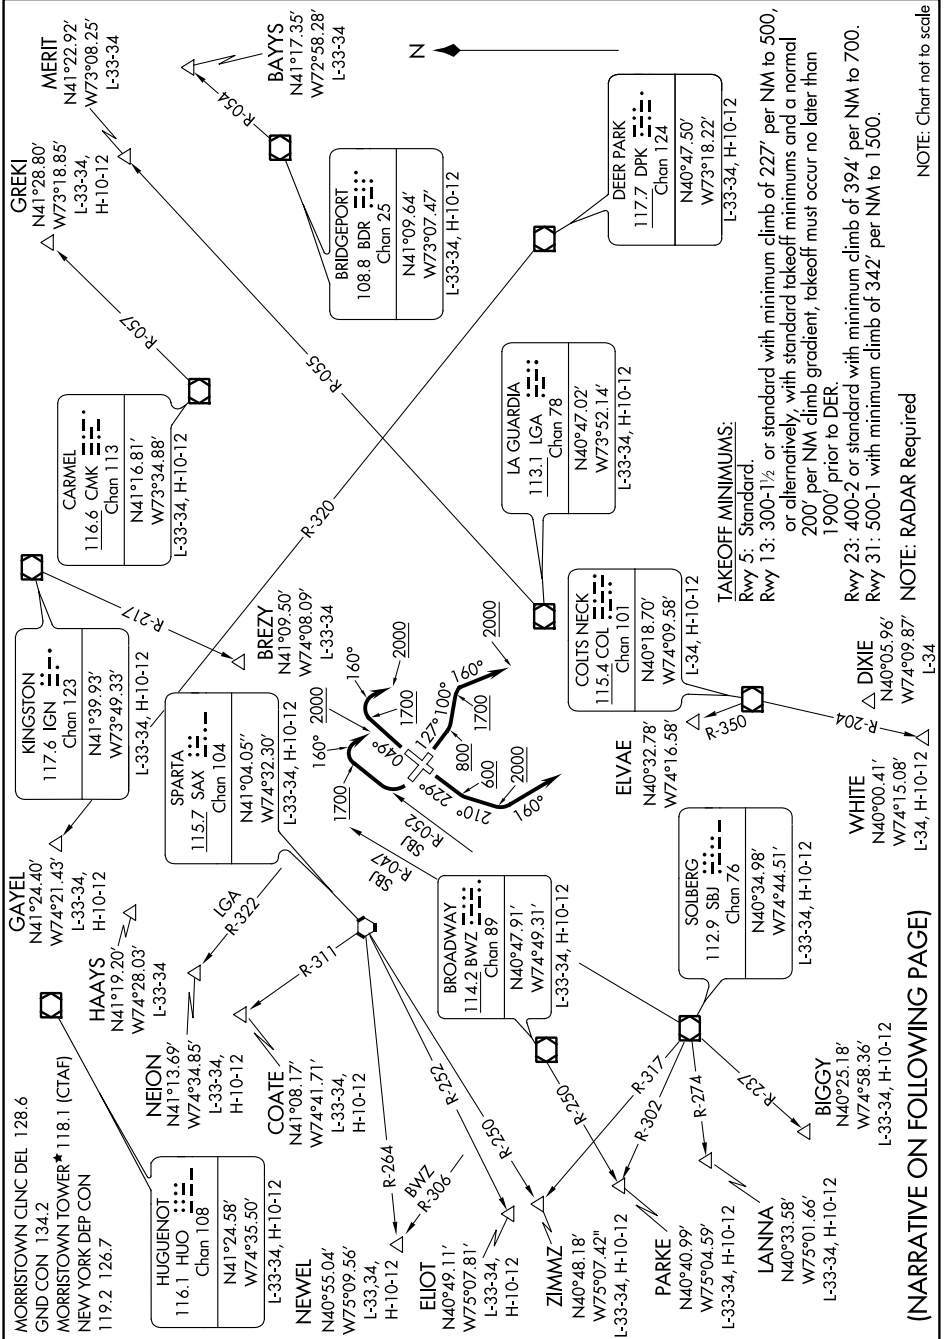 MORRISTOWN CLNC DEL 128.6
GND CON 134.2
MORRISTOWN TOWER★ 118.1 (CTAF)
NEW YORK DEP CON
119.2 126.7
HUGUENOT
116.1 HUO
Chan 108
N41°24.58′
W74°35.50′
L-33-34, H-10-12
HAAYS
N41°19.20′
W74°28.03′
L-33-34
GAYEL
N41°24.40′
W74°21.43′
L-33-34,
H-10-12
KINGSTON
117.6 IGN
Chan 123
N41°39.93′
W73°49.33′
L-33-34, H-10-12
R-217
CARMEL
116.6 CMK
Chan 113
N41°16.81′
W73°34.88′
L-33-34, H-10-12
R-057
GREKI
N41°28.80′
W73°18.85′
L-33-34,
H-10-12
MERIT
N41°22.92′
W73°08.25′
L-33-34
R-054
BAYYS
N41°17.35′
W72°58.28′
L-33-34
N
BRIDGEPORT
108.8 BDR
Chan 25
N41°09.64′
W73°07.47′
L-33-34, H-10-12
R-055
R-320
DEER PARK
117.7 DPK
Chan 124
N40°47.50′
W73°18.22′
L-33-34, H-10-12
LA GUARDIA
113.1 LGA
Chan 78
N40°47.02′
W73°52.14′
L-33-34, H-10-12
BREZY
N41°09.50′
W74°08.09′
L-33-34
SPARTA
115.7 SAX
Chan 104
N41°04.05″
W74°32.30′
L-33-34, H-10-12
NEION
N41°13.69′
W74°34.85′
L-33-34,
H-10-12
LGA
R-322
COATE
N41°08.17′
W74°41.71′
L-33-34,
H-10-12
R-311
160°
2000
1700
049°
160°
2000
1700
127°
100°
160°
2000
1700
800
229°
600
210°
2000
160°
SBJ
R-052
SBJ
R-047
R-264
R-252
R-250
BWZ
R-306
NEWEL
N40°55.04′
W75°09.56′
L-33,34,
H-10-12
ELIOT
N40°49.11′
W75°07.81′
L-33-34,
H-10-12
ZIMMZ
N40°48.18′
W75°07.42″
L-33-34, H-10-12
BROADWAY
114.2 BWZ
Chan 89
N40°47.91′
W74°49.31′
L-33-34, H-10-12
R-250
R-317
R-302
R-274
R-237
PARKE
N40°40.99′
W75°04.59′
L-33-34, H-10-12
LANNA
N40°33.58′
W75°01.66′
L-33-34, H-10-12
BIGGY
N40°25.18′
W74°58.36′
L-33-34, H-10-12
SOLBERG
112.9 SBJ
Chan 76
N40°34.98′
W74°44.51′
L-33-34, H-10-12
COLTS NECK
115.4 COL
Chan 101
N40°18.70′
W74°09.58′
L-34, H-10-12
ELVAE
N40°32.78′
W74°16.58′
R-350
R-204
WHITE
N40°00.41′
W74°15.08′
L-34, H-10-12
DIXIE
N40°05.96′
W74°09.87′
L-34
TAKEOFF MINIMUMS:
Rwy 5: Standard.
Rwy 13: 300-1½ or standard with minimum climb of 227′ per NM to 500,
or alternatively, with standard takeoff minimums and a normal
200′ per NM climb gradient, takeoff must occur no later than
1900′ prior to DER.
Rwy 23: 400-2 or standard with minimum climb of 394′ per NM to 700.
Rwy 31: 500-1 with minimum climb of 342′ per NM to 1500.
NOTE: RADAR Required
NOTE: Chart not to scale
(NARRATIVE ON FOLLOWING PAGE)